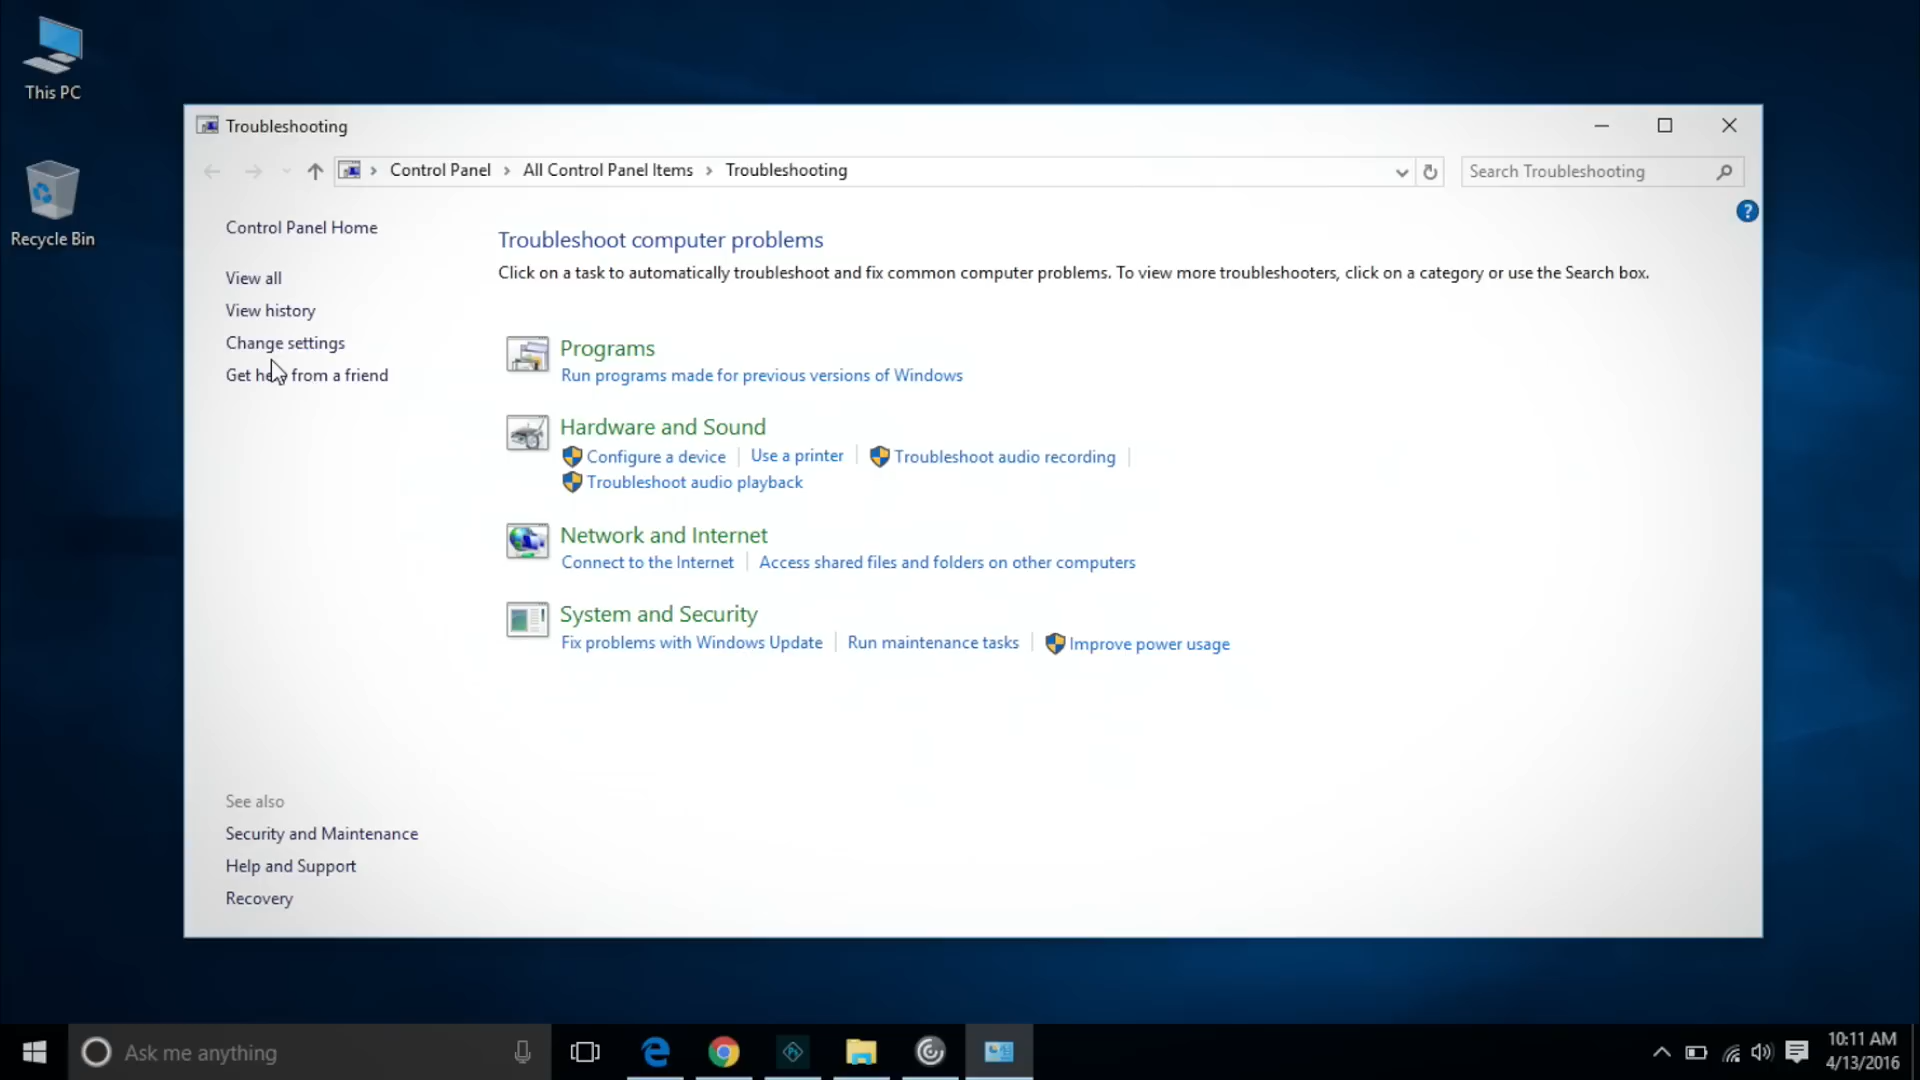 This PC
Recycle Bin
Troubleshooting
Control Panel > All Control Panel Items > Troubleshooting
Search Troubleshooting
?
Control Panel Home
View all
View history
Change settings
Get help from a friend
Troubleshoot computer problems
Click on a task to automatically troubleshoot and fix common computer problems. To view more troubleshooters, click on a category or use the Search box.
Programs
Run programs made for previous versions of Windows
Hardware and Sound
Configure a device | Use a printer | Troubleshoot audio recording |
Troubleshoot audio playback
Network and Internet
Connect to the Internet | Access shared files and folders on other computers
System and Security
Fix problems with Windows Update | Run maintenance tasks | Improve power usage
See also
Security and Maintenance
Help and Support
Recovery
Ask me anything
10:11 AM
4/13/2016